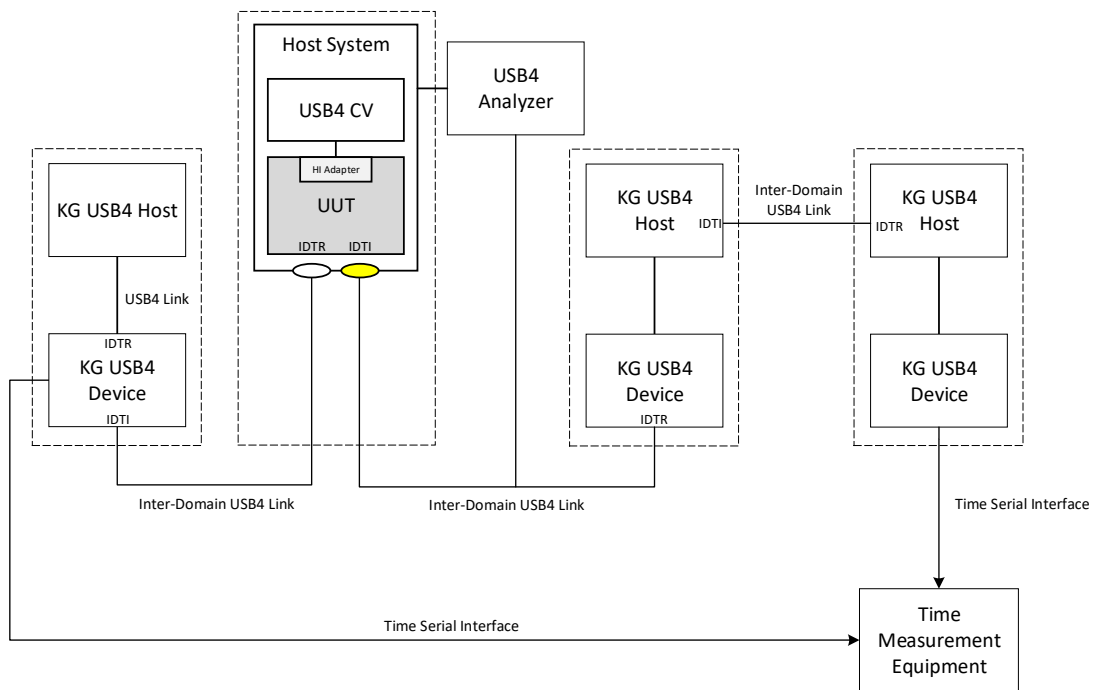 Host System
USB4 CV
HI Adapter
UUT
IDTR IDTI
USB4
Analyzer
KG USB4 Host
USB4 Link
IDTR
KG USB4
Device
IDTI
Inter-Domain USB4 Link
Inter-Domain USB4 Link
KG USB4
Host
IDTI
Inter-Domain
USB4 Link
KG USB4
Host
IDTR
KG USB4
Device
IDTR
KG USB4
Device
Time Serial Interface
Time Serial Interface
Time
Measurement
Equipment